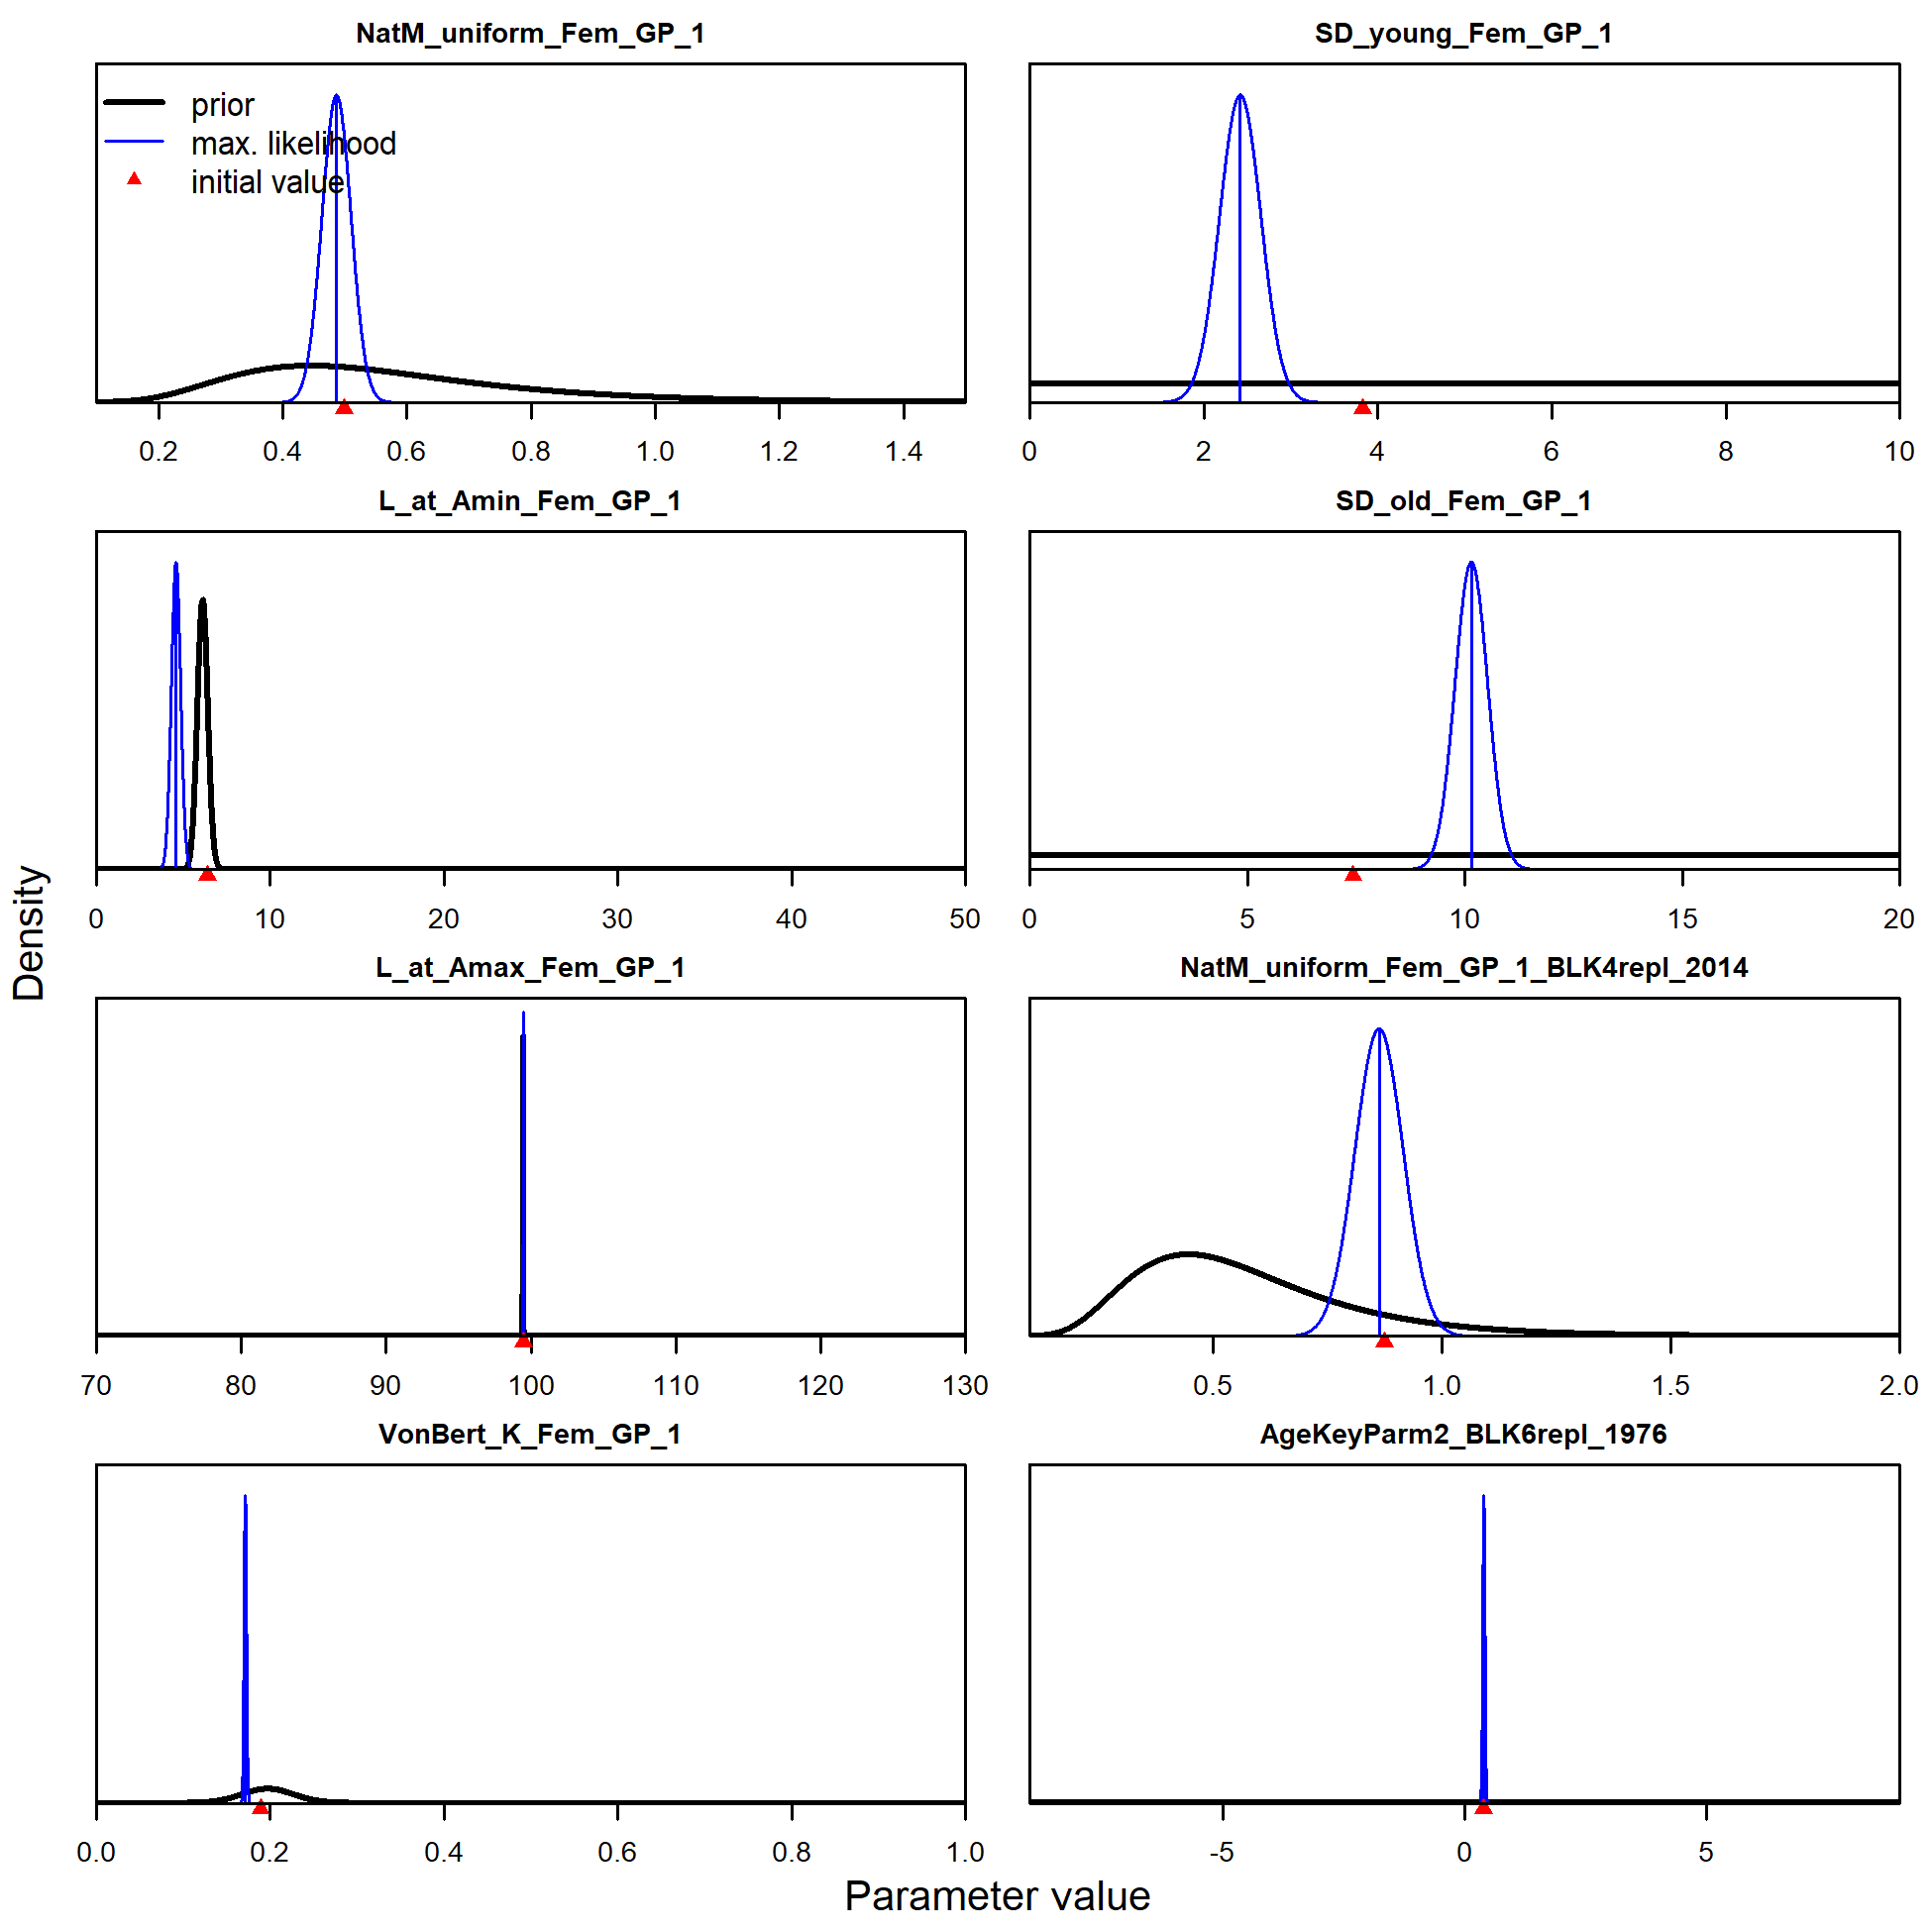 NatM_uniform_Fem_GP_1
prior
max. likelihood
initial value
0.2 0.4 0.6 0.8 1.0 1.2 1.4
SD_young_Fem_GP_1
0 2 4 6 8 10
L_at_Amin_Fem_GP_1
0 10 20 30 40 50
SD_old_Fem_GP_1
0 5 10 15 20
L_at_Amax_Fem_GP_1
70 80 90 100 110 120 130
NatM_uniform_Fem_GP_1_BLK4repl_2014
0.5 1.0 1.5 2.0
VonBert_K_Fem_GP_1
0.0 0.2 0.4 0.6 0.8 1.0
AgeKeyParm2_BLK6repl_1976
-5 0 5
Density
Parameter value